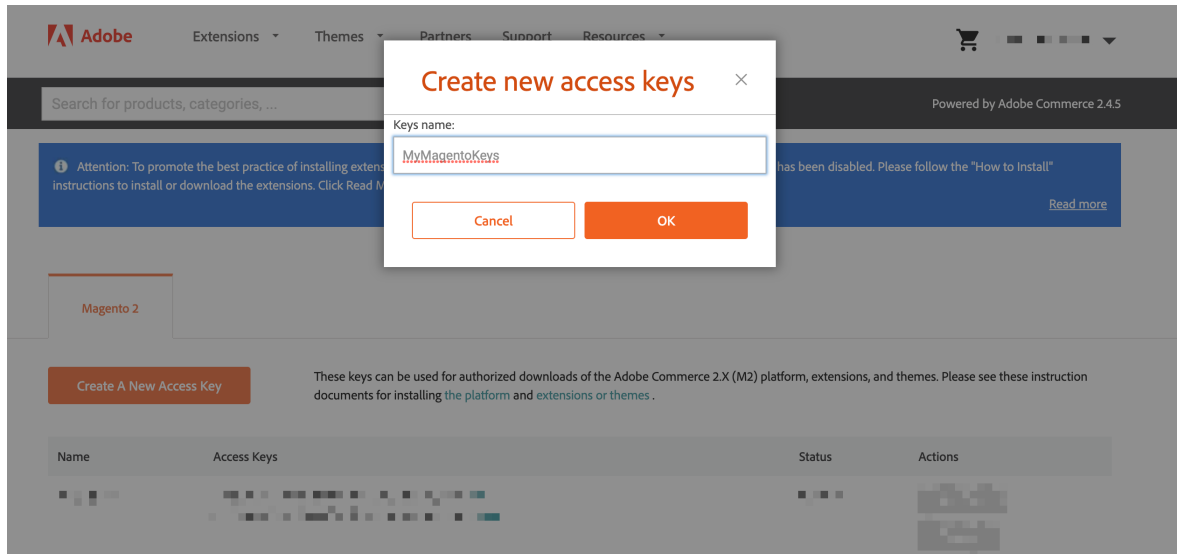 Adobe Extensions Themes Partners Support Resources
Create new access keys
Search for products, categories, ...
Powered by Adobe Commerce 2.4.5
Keys name:
MyMagentoKeys
Attention: To promote the best practice of installing extens has been disabled. Please follow the "How to Install"
instructions to install or download the extensions. Click Read M
Read more
Cancel OK
Magento 2
Create A New Access Key
These keys can be used for authorized downloads of the Adobe Commerce 2.X (M2) platform, extensions, and themes. Please see these instruction
documents for installing the platform and extensions or themes .
Name Access Keys Status Actions